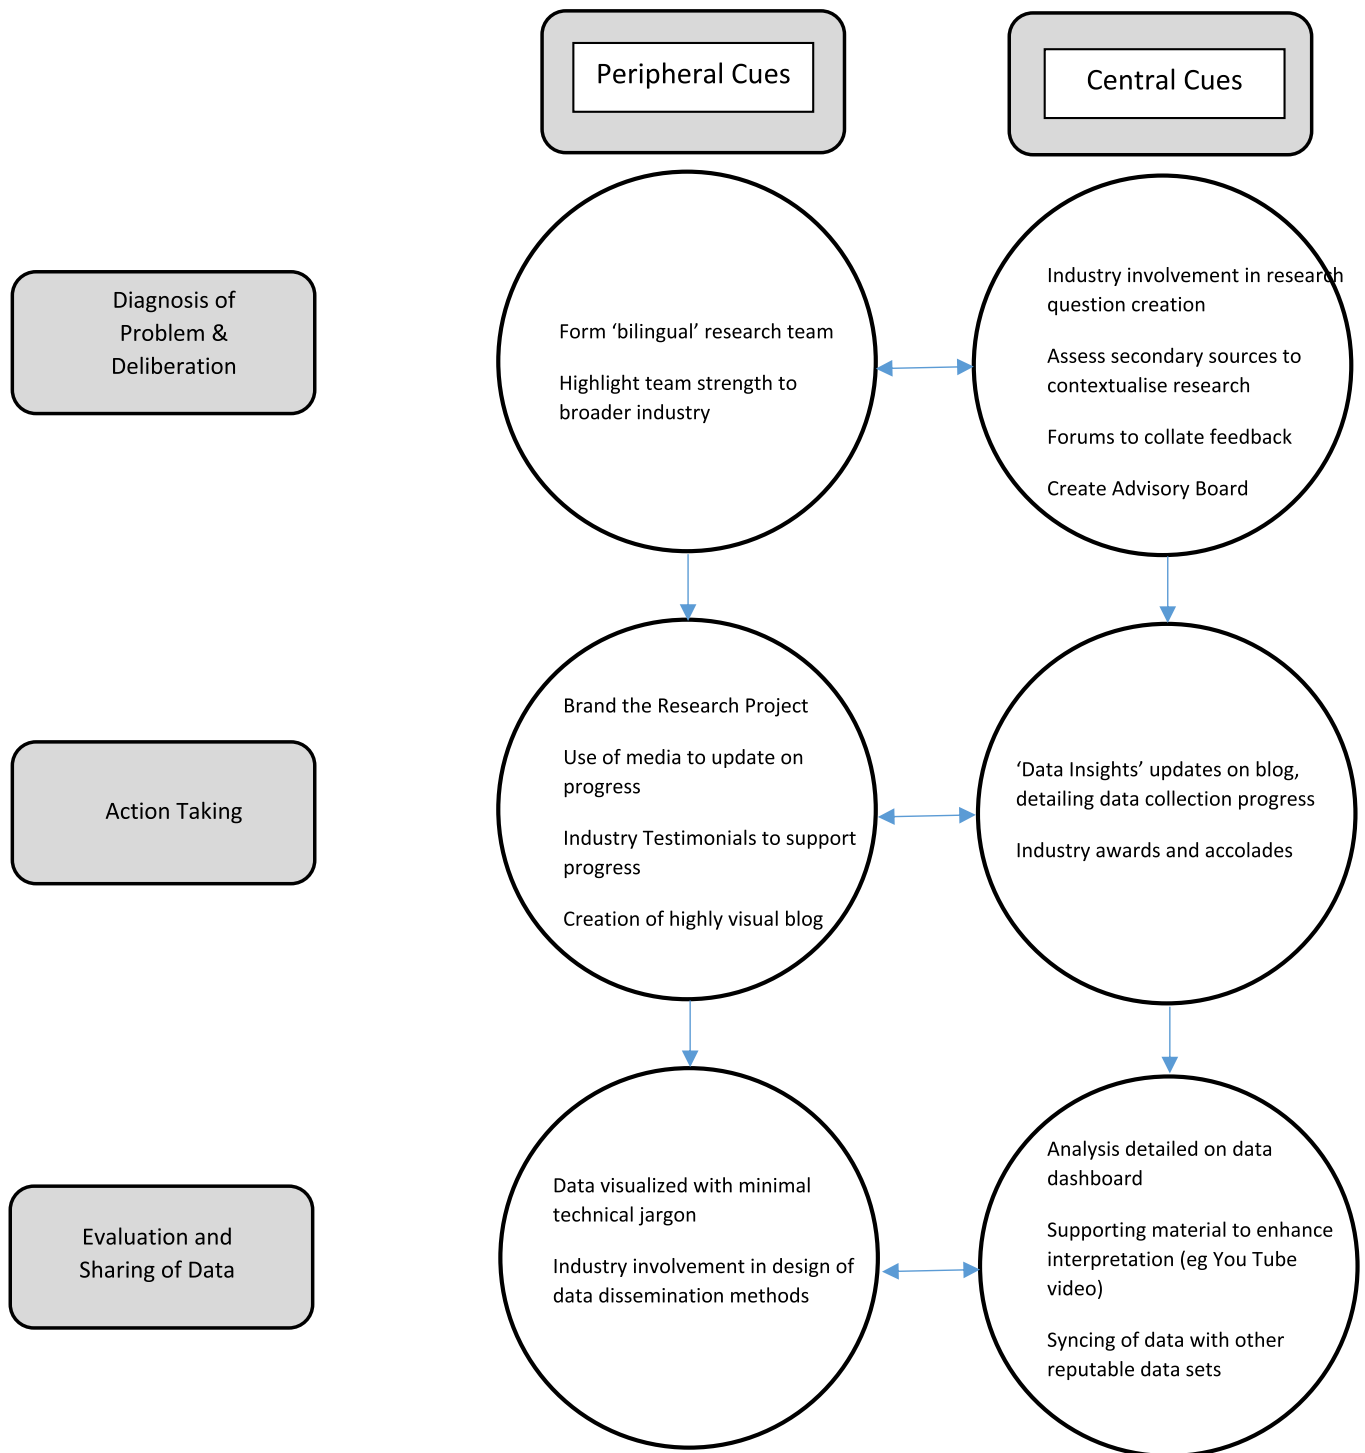 Peripheral Cues
Central Cues
Diagnosis of
Problem &
Deliberation
Form ‘bilingual’ research team
Highlight team strength to
broader industry
Industry involvement in research
question creation
Assess secondary sources to
contextualise research
Forums to collate feedback
Create Advisory Board
Action Taking
Brand the Research Project
Use of media to update on
progress
Industry Testimonials to support
progress
Creation of highly visual blog
‘Data Insights’ updates on blog,
detailing data collection progress
Industry awards and accolades
Evaluation and
Sharing of Data
Data visualized with minimal
technical jargon
Industry involvement in design of
data dissemination methods
Analysis detailed on data
dashboard
Supporting material to enhance
interpretation (eg You Tube
video)
Syncing of data with other
reputable data sets